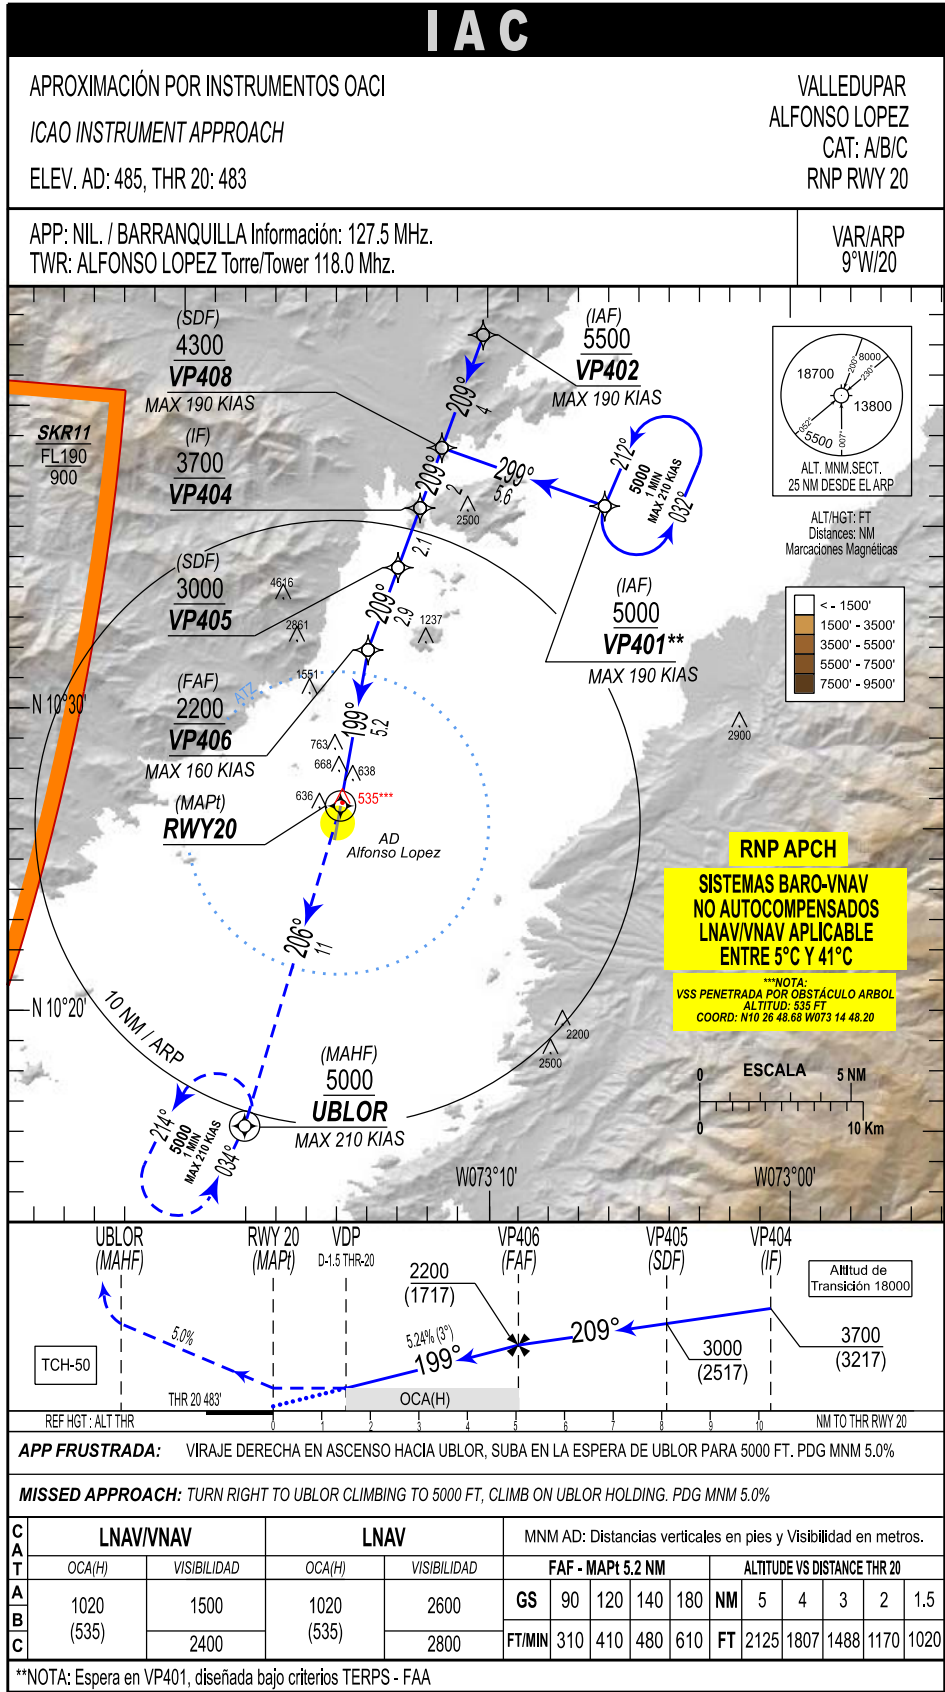 IAC
APROXIMACIÓN POR INSTRUMENTOS OACI
ICAO INSTRUMENT APPROACH
ELEV. AD: 485, THR 20: 483
VALLEDUPAR
ALFONSO LOPEZ
CAT: A/B/C
RNP RWY 20
APP: NIL. / BARRANQUILLA Información: 127.5 MHz.
TWR: ALFONSO LOPEZ Torre/Tower 118.0 Mhz.
VAR/ARP
9°W/20
(SDF)
4300
VP408
MAX 190 KIAS
(IAF)
5500
VP402
MAX 190 KIAS
209°
4
18700
13800
5500
8000
200°
230°
052°
007°
ALT. MNM.SECT.
25 NM DESDE EL ARP
ALT/HGT: FT
Distances: NM
Marcaciones Magnéticas
SKR11
FL190
900
(IF)
3700
VP404
209°
2
299°
5.6
2500
212°
5000
1 MIN
MAX 210 KIAS
032°
2.1
(SDF)
3000
VP405
4616
2861
209°
2.9
1237
(IAF)
5000
VP401**
MAX 190 KIAS
< - 1500'
1500' - 3500'
3500' - 5500'
5500' - 7500'
7500' - 9500'
1551
ATZ
N 10°30'
(FAF)
2200
VP406
MAX 160 KIAS
199°
5.2
2900
763
668
638
636
535***
(MAPt)
RWY20
AD
Alfonso Lopez
RNP APCH
SISTEMAS BARO-VNAV
NO AUTOCOMPENSADOS
LNAV/VNAV APLICABLE
ENTRE 5°C Y 41°C
***NOTA:
VSS PENETRADA POR OBSTÁCULO ARBOL
ALTITUD: 535 FT
COORD: N10 26 48.68 W073 14 48.20
206°
11
N 10°20'
10 NM / ARP
2200
2500
(MAHF)
5000
UBLOR
MAX 210 KIAS
ESCALA
0
5 NM
0
10 Km
214°
5000
1 MIN
MAX 210 KIAS
034°
W073°10'
W073°00'
UBLOR
(MAHF)
RWY 20
(MAPt)
VDP
D-1.5 THR-20
VP406
(FAF)
VP405
(SDF)
VP404
(IF)
2200
(1717)
Altitud de
Transición 18000
5.0%
5.24% (3°)
199°
209°
3000
(2517)
3700
(3217)
TCH-50
THR 20 483'
OCA(H)
REF HGT : ALT THR
0 1 2 3 4 5 6 7 8 9 10
NM TO THR RWY 20
APP FRUSTRADA: VIRAJE DERECHA EN ASCENSO HACIA UBLOR, SUBA EN LA ESPERA DE UBLOR PARA 5000 FT. PDG MNM 5.0%
MISSED APPROACH: TURN RIGHT TO UBLOR CLIMBING TO 5000 FT, CLIMB ON UBLOR HOLDING. PDG MNM 5.0%
CAT LNAV/VNAV LNAV MNM AD: Distancias verticales en pies y Visibilidad en metros.
OCA(H) VISIBILIDAD OCA(H) VISIBILIDAD FAF - MAPt 5.2 NM ALTITUDE VS DISTANCE THR 20
A
B
C
1020
(535)
1500
2400
1020
(535)
2600
2800
GS 90 120 140 180 NM 5 4 3 2 1.5
FT/MIN 310 410 480 610 FT 2125 1807 1488 1170 1020
**NOTA: Espera en VP401, diseñada bajo criterios TERPS - FAA